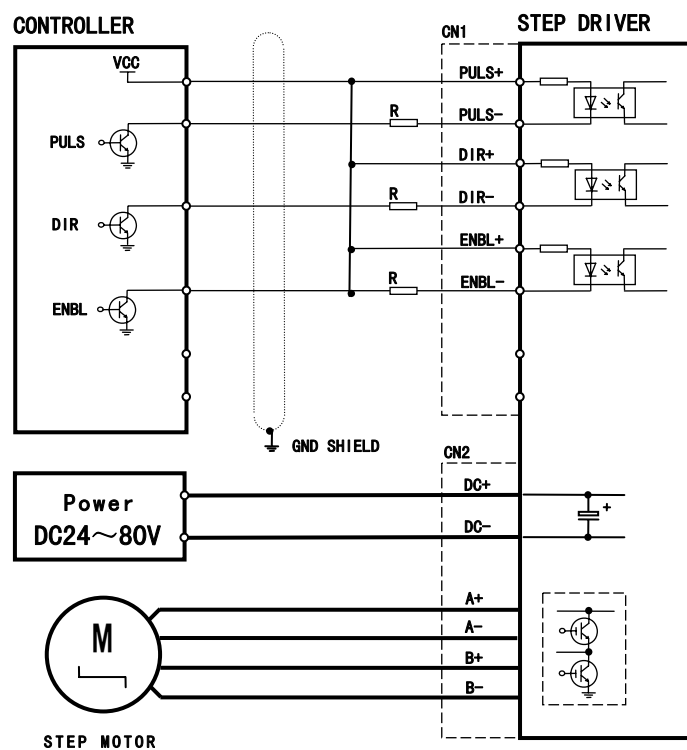 CONTROLLER
STEP DRIVER
CN1
VCC
PULS+
R
PULS-
PULS
DIR+
R
DIR-
DIR
ENBL+
R
ENBL-
ENBL
GND SHIELD
CN2
DC+
Power
+
DC-
DC24～80V
A+
A-
M
B+
B-
STEP MOTOR